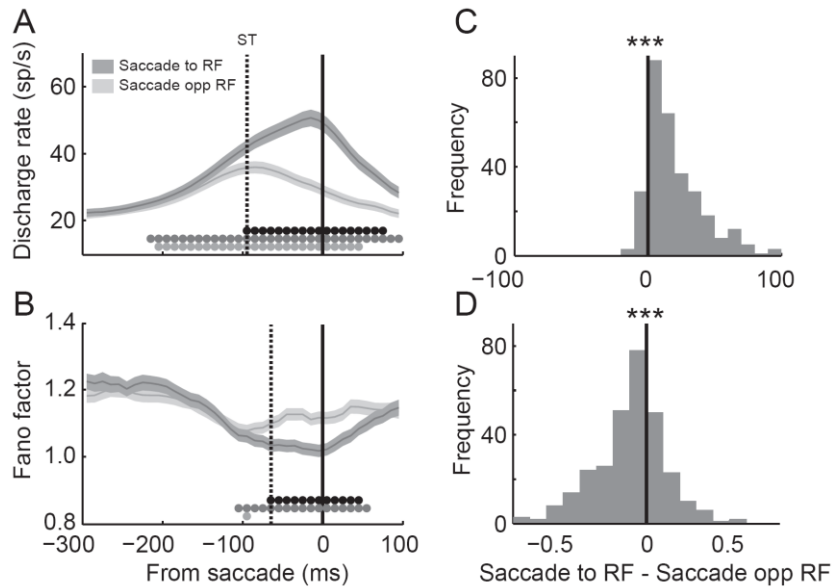 A
ST
Saccade to RF
Saccade opp RF
Discharge rate (sp/s)
60
40
20
B
1.4
1.2
1.0
0.8
Fano factor
−300
−200
−100
0
100
From saccade (ms)
C
***
Frequency
80
40
0
−100
0
100
D
***
Frequency
80
40
0
−0.5
0
0.5
Saccade to RF - Saccade opp RF